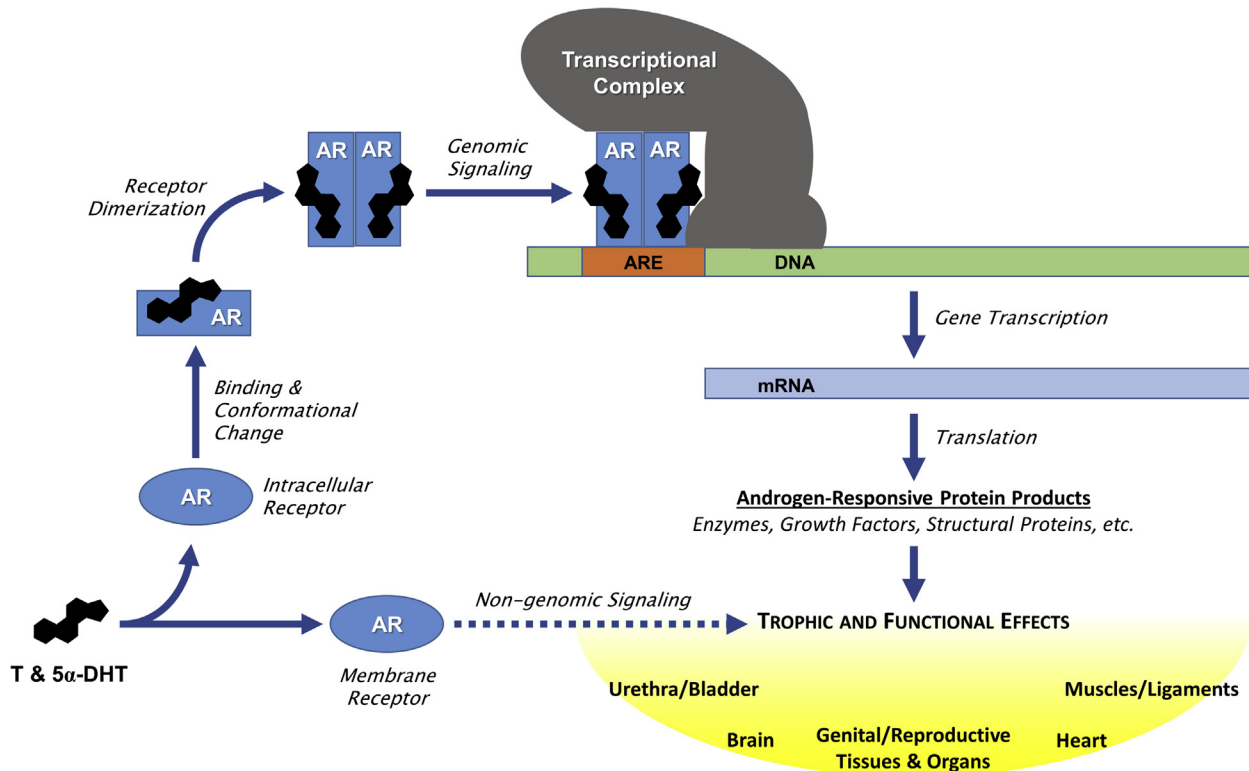 Transcriptional
Complex
AR AR
Genomic
Signaling
AR AR
Receptor
Dimerization
ARE
DNA
AR
Gene Transcription
mRNA
Binding &
Conformational
Change
Translation
AR
Intracellular
Receptor
Androgen-Responsive Protein Products
Enzymes, Growth Factors, Structural Proteins, etc.
Non-genomic Signaling
AR
TROPHIC AND FUNCTIONAL EFFECTS
T & 5α-DHT
Membrane
Receptor
Urethra/Bladder
Muscles/Ligaments
Brain
Genital/Reproductive
Tissues & Organs
Heart